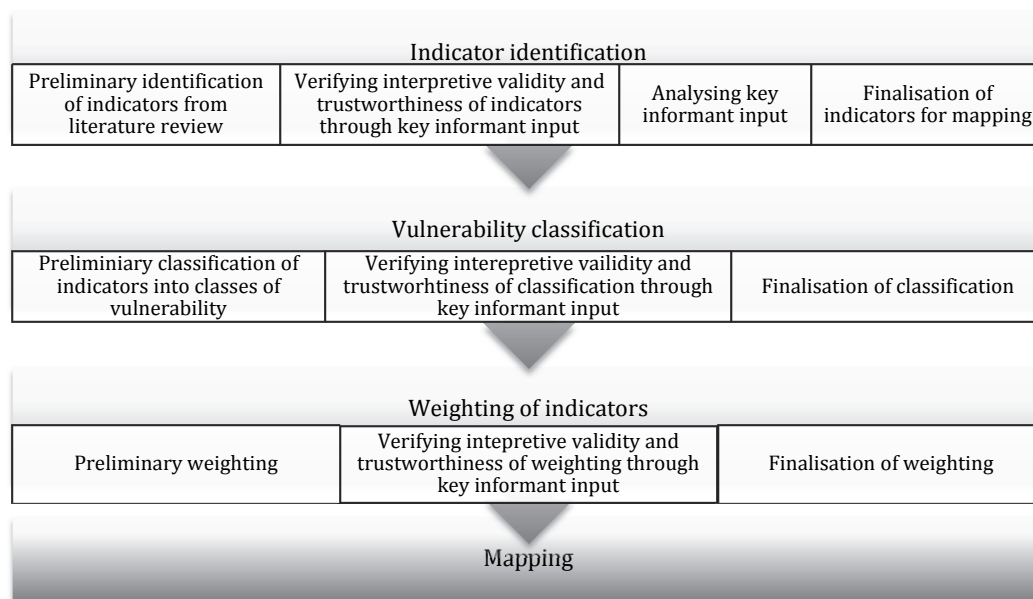 Indicator identification
Preliminary identification
of indicators from
literature review
Verifying interpretive validity and
trustworthiness of indicators
through key informant input
Analysing key
informant input
Finalisation of
indicators for mapping
Vulnerability classification
Preliminiary classification of
indicators into classes of
vulnerability
Verifying interepretive vailidity and
trustworhtiness of classification through
key informant input
Finalisation of classification
Weighting of indicators
Preliminary weighting
Verifying intepretive validity and
trustworthiness of weighting through
key informant input
Finalisation of weighting
Mapping